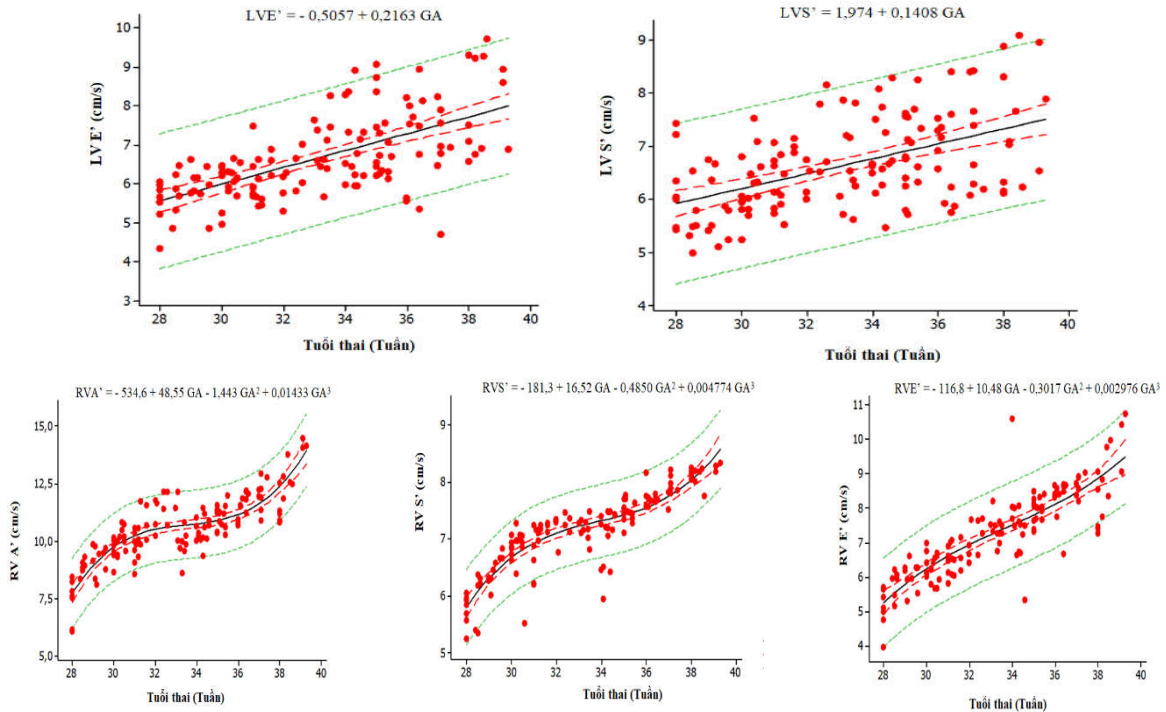 LVE’ = - 0,5057 + 0,2163 GA
LV E’ (cm/s)
10
9
8
7
6
5
4
3
28 30 32 34 36 38 40
Tuổi thai (Tuần)
LVS’ = 1,974 + 0,1408 GA
LV S’ (cm/s)
9
8
7
6
5
4
28 30 32 34 36 38 40
Tuổi thai (Tuần)
RVA’ = - 534,6 + 48,55 GA - 1,443 GA² + 0,01433 GA³
RV A’ (cm/s)
15,0
12,5
10,0
7,5
5,0
28 30 32 34 36 38 40
Tuổi thai (Tuần)
RVS’ = - 181,3 + 16,52 GA - 0,4850 GA² + 0,004774 GA³
RV S’ (cm/s)
9
8
7
6
5
28 30 32 34 36 38 40
Tuổi thai (Tuần)
RVE’ = - 116,8 + 10,48 GA - 0,3017 GA² + 0,002976 GA³
RV E’ (cm/s)
11
10
9
8
7
6
5
4
28 30 32 34 36 38 40
Tuổi thai (Tuần)